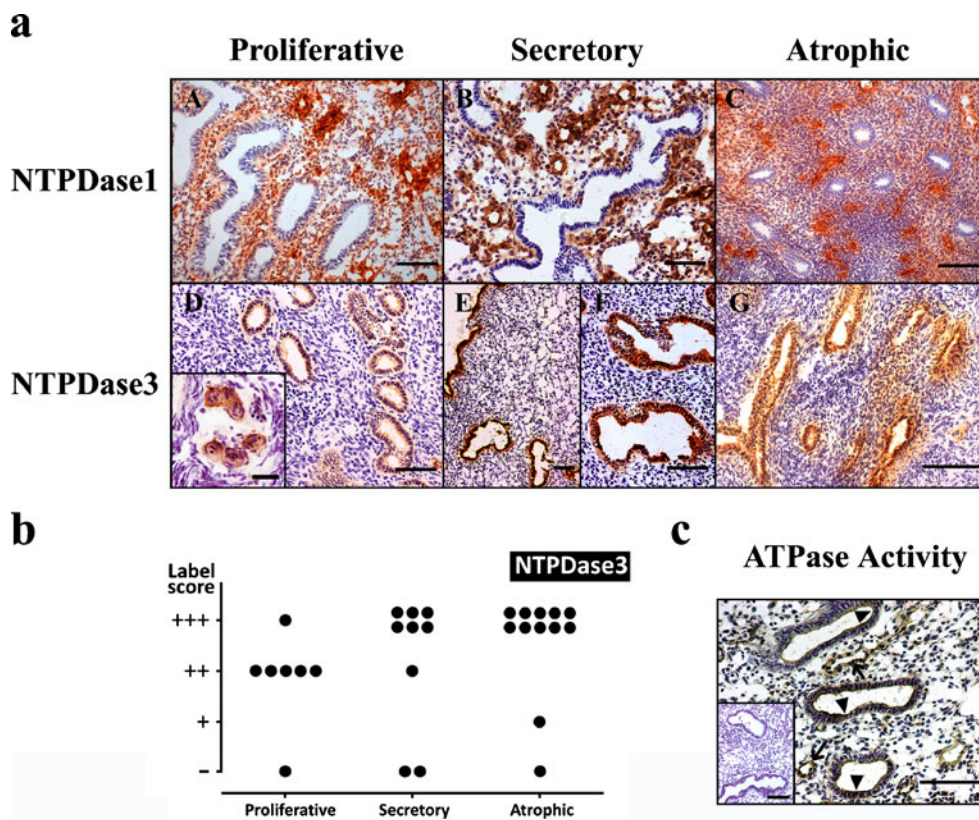 a
Proliferative Secretory Atrophic
NTPDase1
A B C
NTPDase3
D E F G
b
NTPDase3
Label
score
+++
++
+
–
Proliferative Secretory Atrophic
c
ATPase Activity